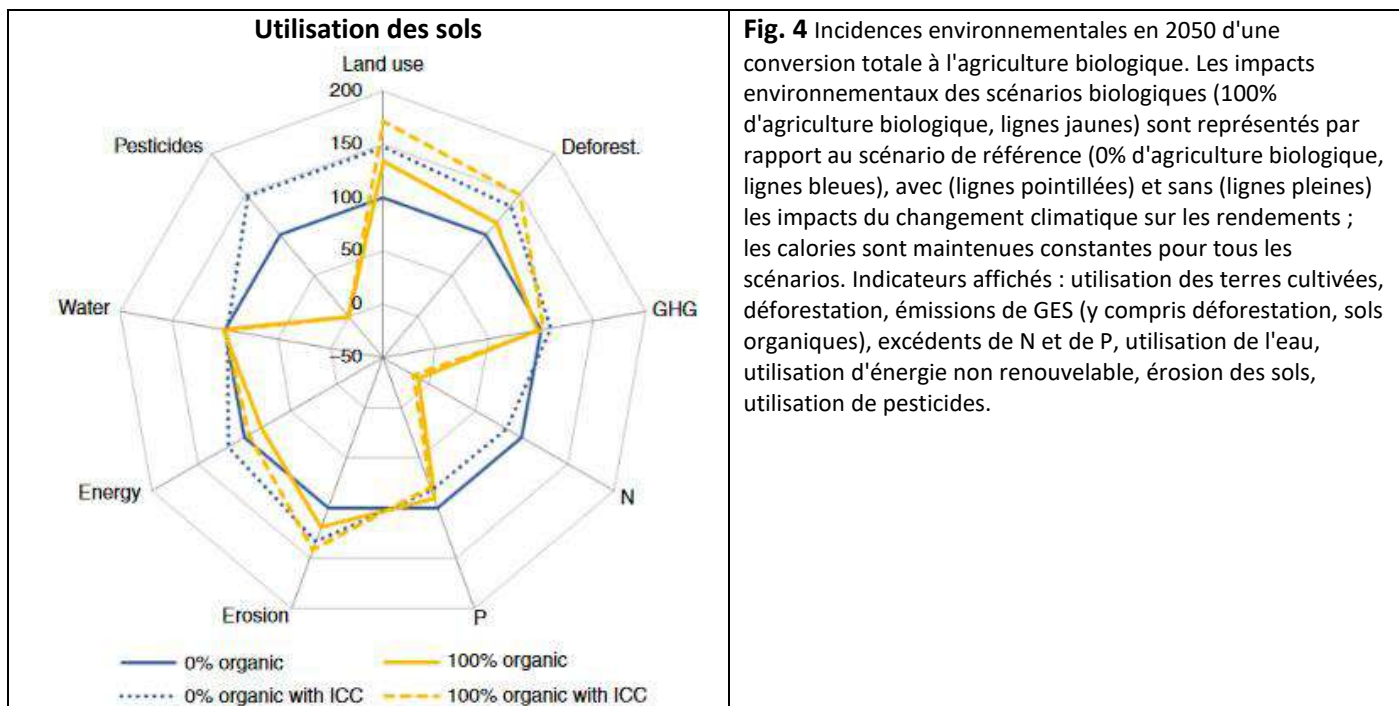 Utilisation des sols
Land use
200
150
100
50
0
−50
Deforest.
GHG
N
P
Erosion
Energy
Water
Pesticides
0% organic
100% organic
0% organic with ICC
100% organic with ICC
Fig. 4 Incidences environnementales en 2050 d'une
conversion totale à l'agriculture biologique. Les impacts
environnementaux des scénarios biologiques (100%
d'agriculture biologique, lignes jaunes) sont représentés par
rapport au scénario de référence (0% d'agriculture biologique,
lignes bleues), avec (lignes pointillées) et sans (lignes pleines)
les impacts du changement climatique sur les rendements ;
les calories sont maintenues constantes pour tous les
scénarios. Indicateurs affichés : utilisation des terres cultivées,
déforestation, émissions de GES (y compris déforestation, sols
organiques), excédents de N et de P, utilisation de l'eau,
utilisation d'énergie non renouvelable, érosion des sols,
utilisation de pesticides.